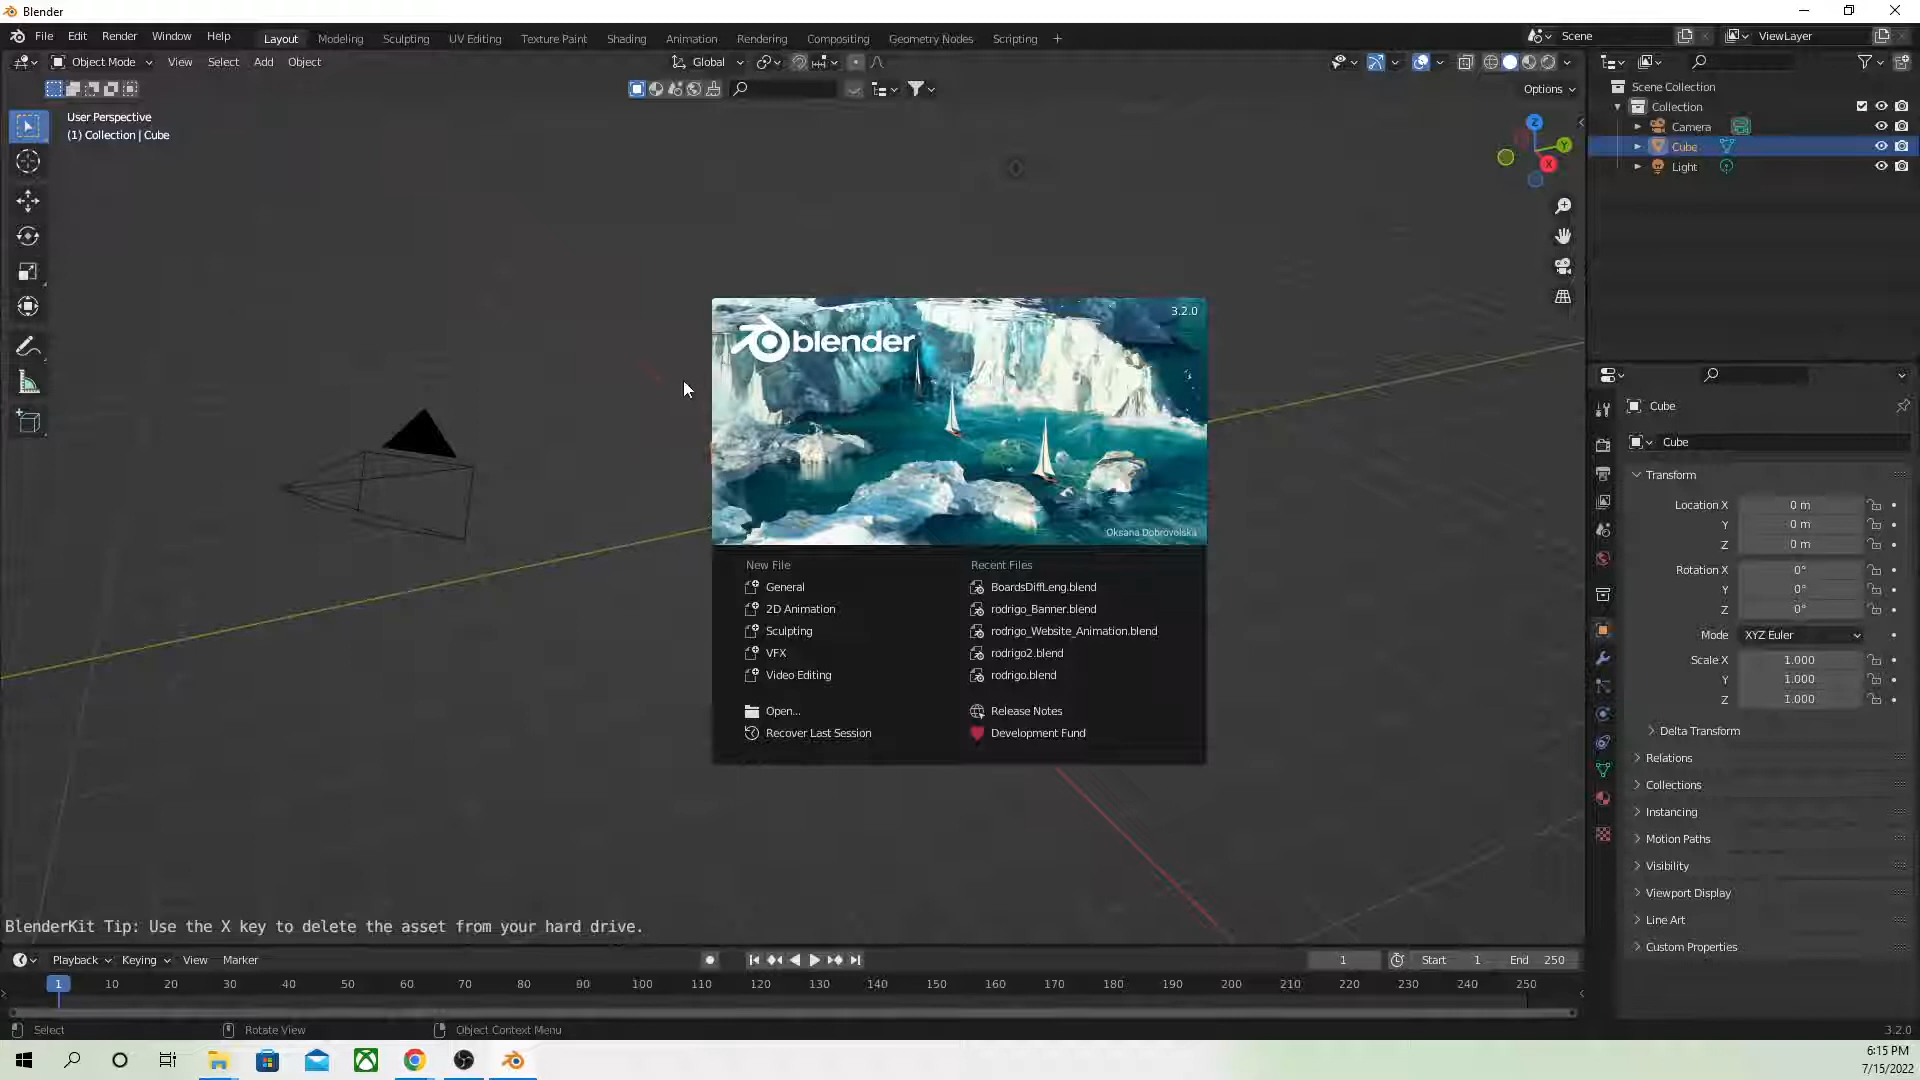 Blender
File Edit Render Window Help
Layout Modeling Sculpting UV Editing Texture Paint Shading Animation Rendering Compositing Geometry Nodes Scripting +
Scene
ViewLayer
Object Mode View Select Add Object
Global
Options
User Perspective
(1) Collection | Cube
Z
Y
X
Scene Collection
Collection
Camera
Cube
Light
3.2.0
blender
Oksana Dobrovolska
New File
General
2D Animation
Sculpting
VFX
Video Editing
Open...
Recover Last Session
Recent Files
BoardsDiffLeng.blend
rodrigo_Banner.blend
rodrigo_Website_Animation.blend
rodrigo2.blend
rodrigo.blend
Release Notes
Development Fund
Cube
Cube
Transform
Location X 0 m
Y 0 m
Z 0 m
Rotation X 0°
Y 0°
Z 0°
Mode XYZ Euler
Scale X 1.000
Y 1.000
Z 1.000
Delta Transform
Relations
Collections
Instancing
Motion Paths
Visibility
Viewport Display
Line Art
Custom Properties
BlenderKit Tip: Use the X key to delete the asset from your hard drive.
Playback Keying View Marker
1 Start 1 End 250
1 10 20 30 40 50 60 70 80 90 100 110 120 130 140 150 160 170 180 190 200 210 220 230 240 250
Select Rotate View Object Context Menu
3.2.0
6:15 PM
7/15/2022